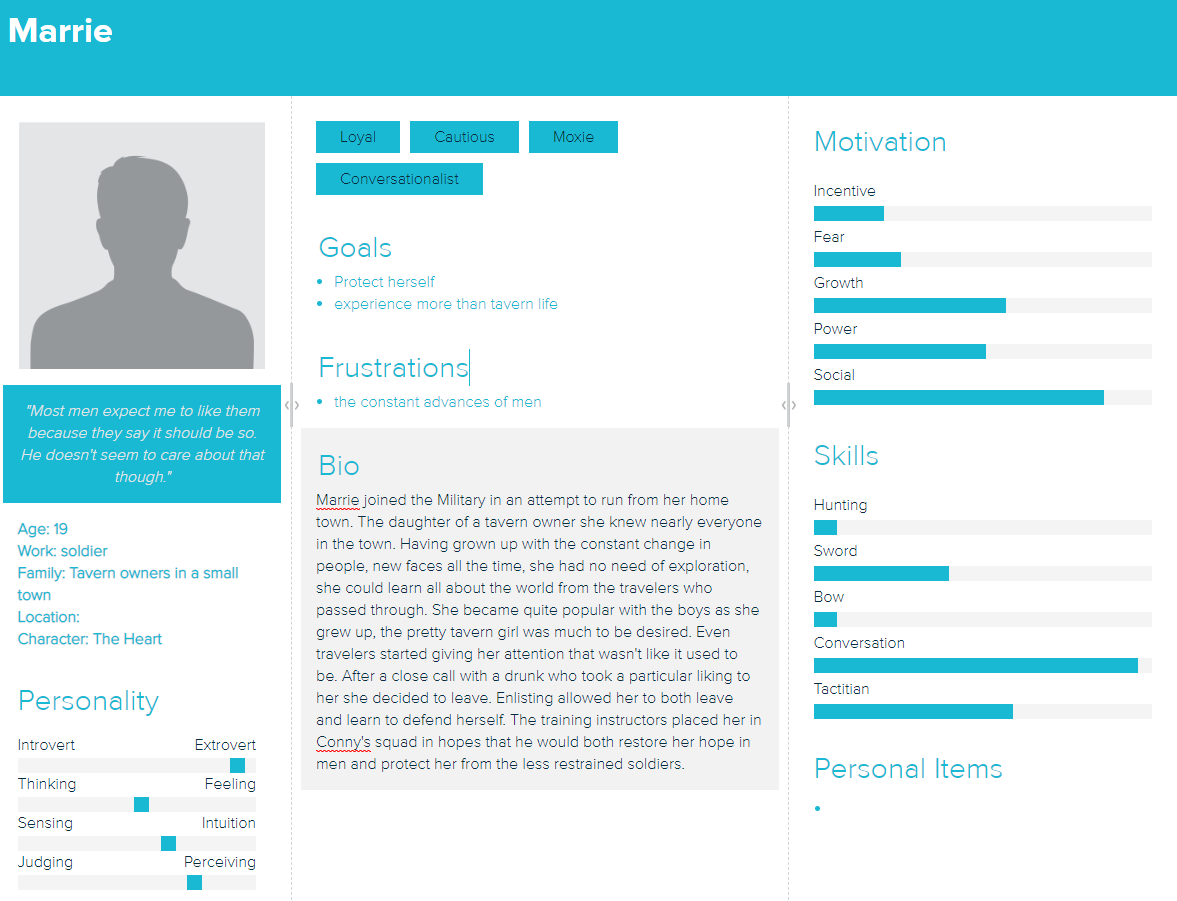 Marrie
"Most men expect me to like them
because they say it should be so.
He doesn't seem to care about that
though."
Age: 19
Work: soldier
Family: Tavern owners in a small
town
Location:
Character: The Heart
Personality
Introvert Extrovert
Thinking Feeling
Sensing Intuition
Judging Perceiving
Loyal Cautious Moxie
Conversationalist
Goals
• Protect herself
• experience more than tavern life
Frustrations
• the constant advances of men
Bio
Marrie joined the Military in an attempt to run from her home
town. The daughter of a tavern owner she knew nearly everyone
in the town. Having grown up with the constant change in
people, new faces all the time, she had no need of exploration,
she could learn all about the world from the travelers who
passed through. She became quite popular with the boys as she
grew up, the pretty tavern girl was much to be desired. Even
travelers started giving her attention that wasn't like it used to
be. After a close call with a drunk who took a particular liking to
her she decided to leave. Enlisting allowed her to both leave
and learn to defend herself. The training instructors placed her in
Conny's squad in hopes that he would both restore her hope in
men and protect her from the less restrained soldiers.
Motivation
Incentive
Fear
Growth
Power
Social
Skills
Hunting
Sword
Bow
Conversation
Tactitian
Personal Items
•